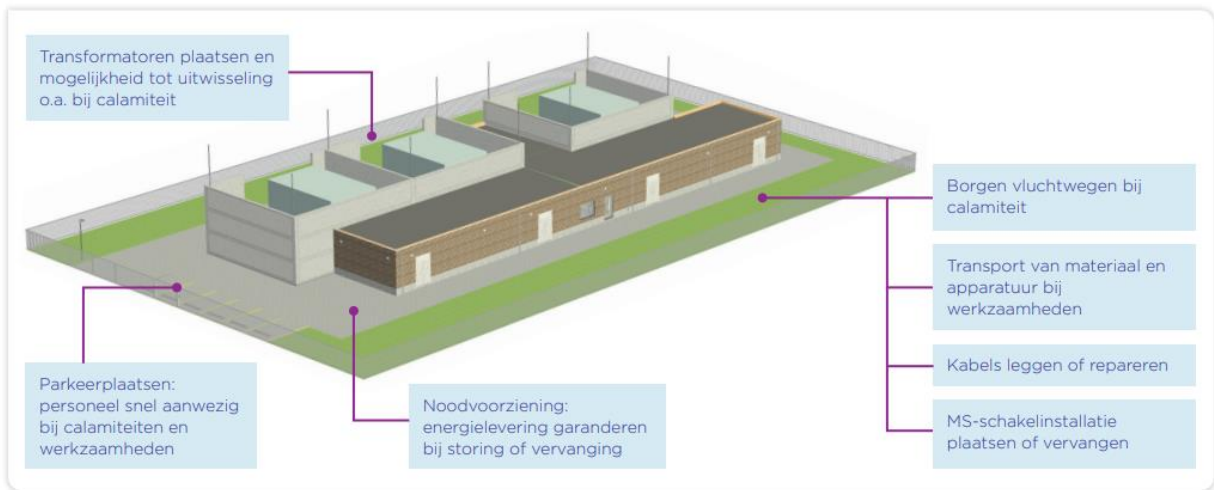 Transformatoren plaatsen en
mogelijkheid tot uitwisseling
o.a. bij calamiteit
Borgen vluchtwegen bij
calamiteit
Transport van materiaal en
apparatuur bij
werkzaamheden
Kabels leggen of repareren
MS-schakelinstallatie
plaatsen of vervangen
Parkeerplaatsen:
personeel snel aanwezig
bij calamiteiten en
werkzaamheden
Noodvoorziening:
energielevering garanderen
bij storing of vervanging